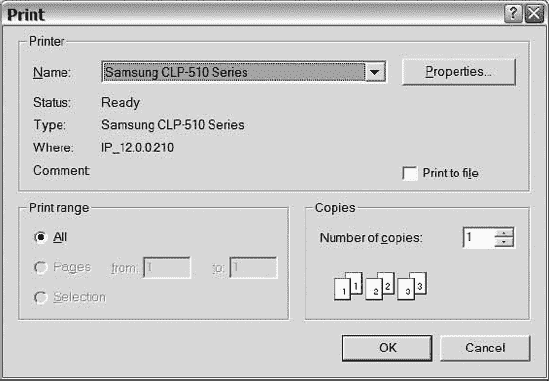 Print
Printer
Name: Samsung CLP-510 Series Properties...
Status: Ready
Type: Samsung CLP-510 Series
Where: IP_12.0.0.210
Comment:
Print to file
Print range
All
Pages from: 1 to: 1
Selection
Copies
Number of copies: 1
1 1 2 2 3 3
OK Cancel